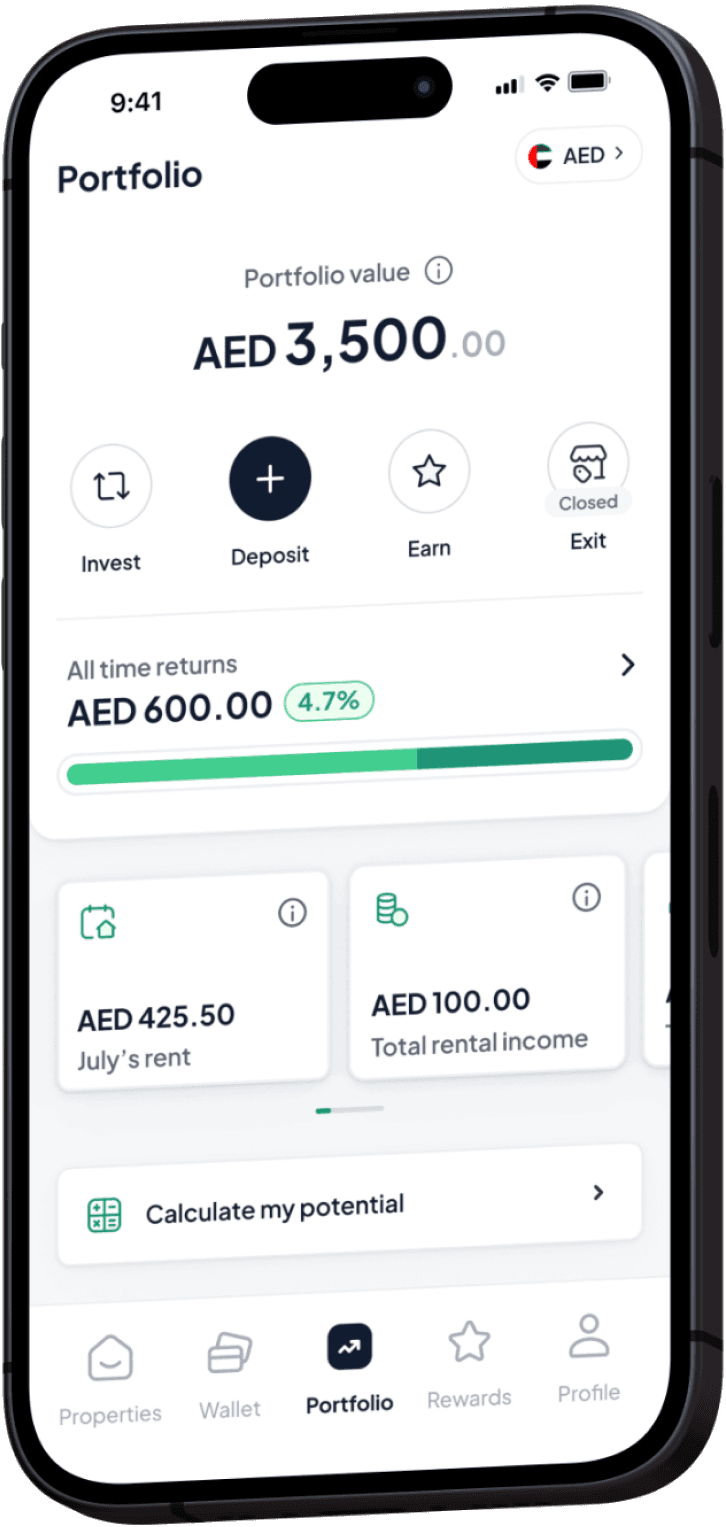 9:41
Portfolio
AED
Portfolio value
AED 3,500.00
Closed
Invest
Deposit
Earn
Exit
All time returns
AED 600.00 4.7%
AED 425.50
July’s rent
AED 100.00
Total rental income
Calculate my potential
Properties
Wallet
Portfolio
Rewards
Profile